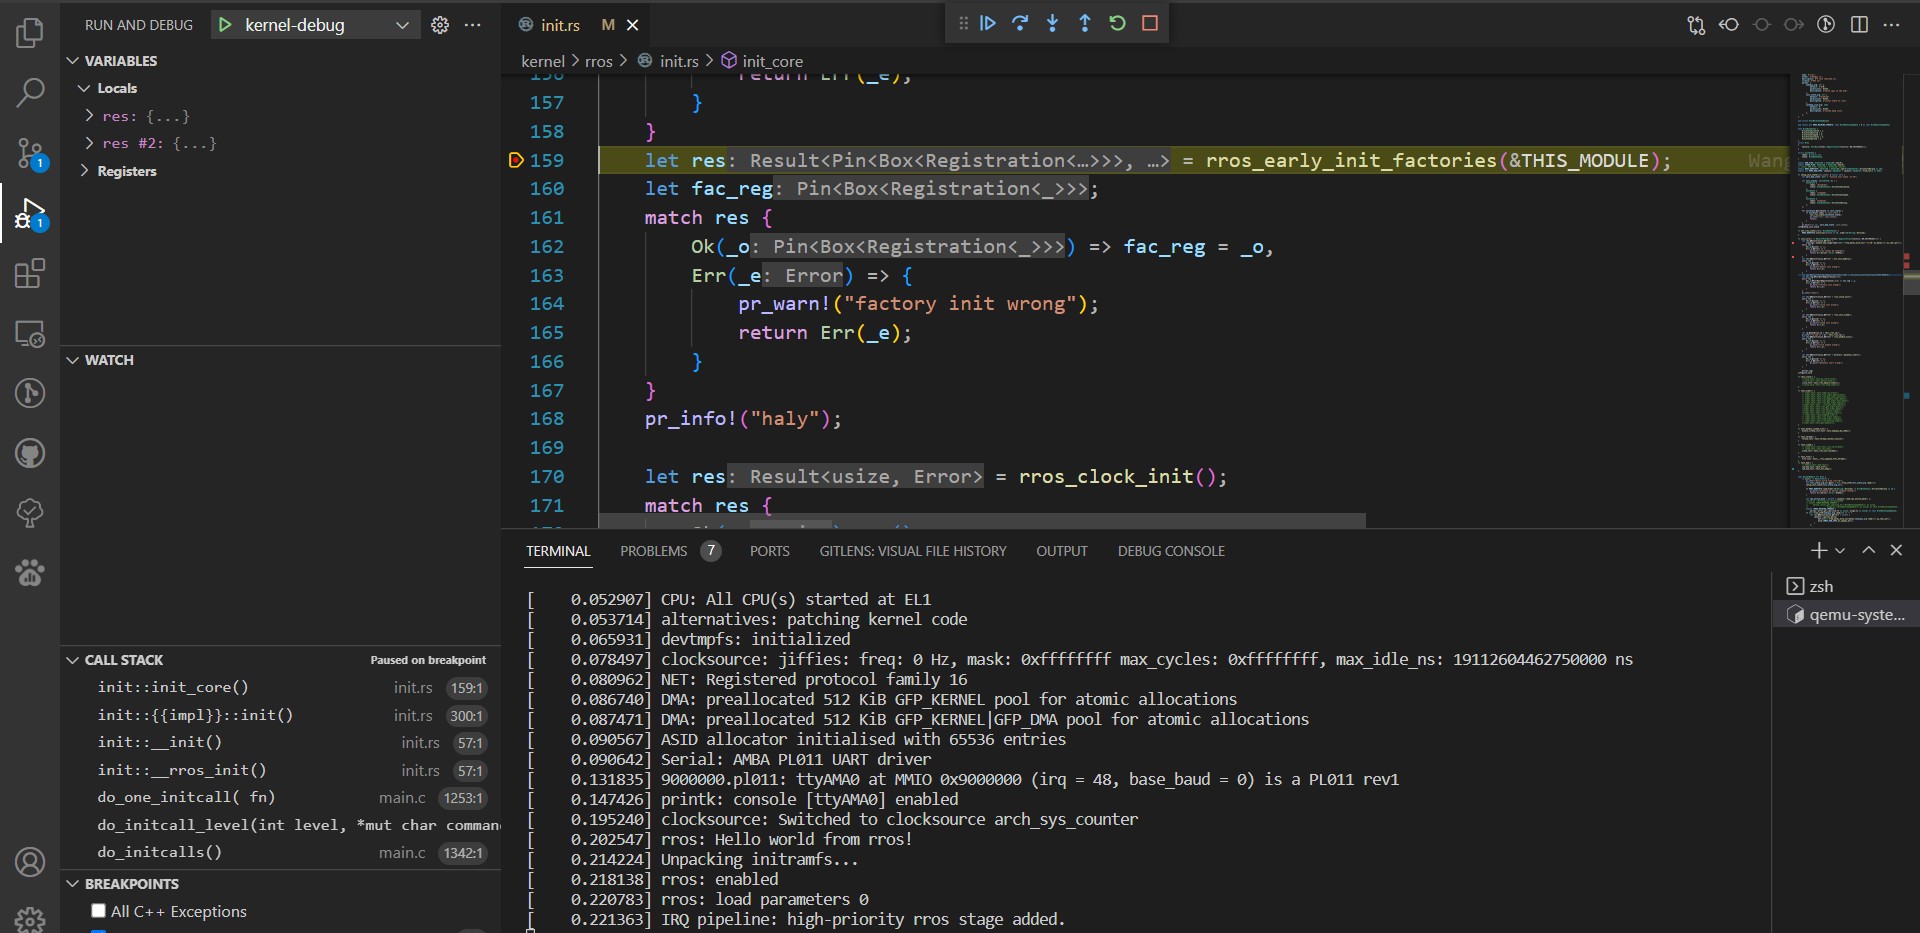 RUN AND DEBUG
kernel-debug
VARIABLES
Locals
res: {...}
res #2: {...}
Registers
WATCH
CALL STACK
Paused on breakpoint
init::init_core() init.rs 159:1
init::{{impl}}::init() init.rs 300:1
init::__init() init.rs 57:1
init::__rros_init() init.rs 57:1
do_one_initcall( fn) main.c 1253:1
do_initcall_level(int level, *mut char comman
do_initcalls() main.c 1342:1
BREAKPOINTS
All C++ Exceptions
1
1
init.rs M
kernel > rros > init.rs > init_core
156 return Err(_e);
157 }
158 }
159 let res: Result<Pin<Box<Registration<…>>>, …> = rros_early_init_factories(&THIS_MODULE); Wang
160 let fac_reg: Pin<Box<Registration<_>>>;
161 match res {
162 Ok(_o: Pin<Box<Registration<_>>>) => fac_reg = _o,
163 Err(_e: Error) => {
164 pr_warn!("factory init wrong");
165 return Err(_e);
166 }
167 }
168 pr_info!("haly");
169
170 let res: Result<usize, Error> = rros_clock_init();
171 match res {
TERMINAL PROBLEMS 7 PORTS GITLENS: VISUAL FILE HISTORY OUTPUT DEBUG CONSOLE
[    0.052907] CPU: All CPU(s) started at EL1
[    0.053714] alternatives: patching kernel code
[    0.065931] devtmpfs: initialized
[    0.078497] clocksource: jiffies: freq: 0 Hz, mask: 0xffffffff max_cycles: 0xffffffff, max_idle_ns: 19112604462750000 ns
[    0.080962] NET: Registered protocol family 16
[    0.086740] DMA: preallocated 512 KiB GFP_KERNEL pool for atomic allocations
[    0.087471] DMA: preallocated 512 KiB GFP_KERNEL|GFP_DMA pool for atomic allocations
[    0.090567] ASID allocator initialised with 65536 entries
[    0.090642] Serial: AMBA PL011 UART driver
[    0.131835] 9000000.pl011: ttyAMA0 at MMIO 0x9000000 (irq = 48, base_baud = 0) is a PL011 rev1
[    0.147426] printk: console [ttyAMA0] enabled
[    0.195240] clocksource: Switched to clocksource arch_sys_counter
[    0.202547] rros: Hello world from rros!
[    0.214224] Unpacking initramfs...
[    0.218138] rros: enabled
[    0.220783] rros: load parameters 0
[    0.221363] IRQ pipeline: high-priority rros stage added.
zsh
qemu-syste...